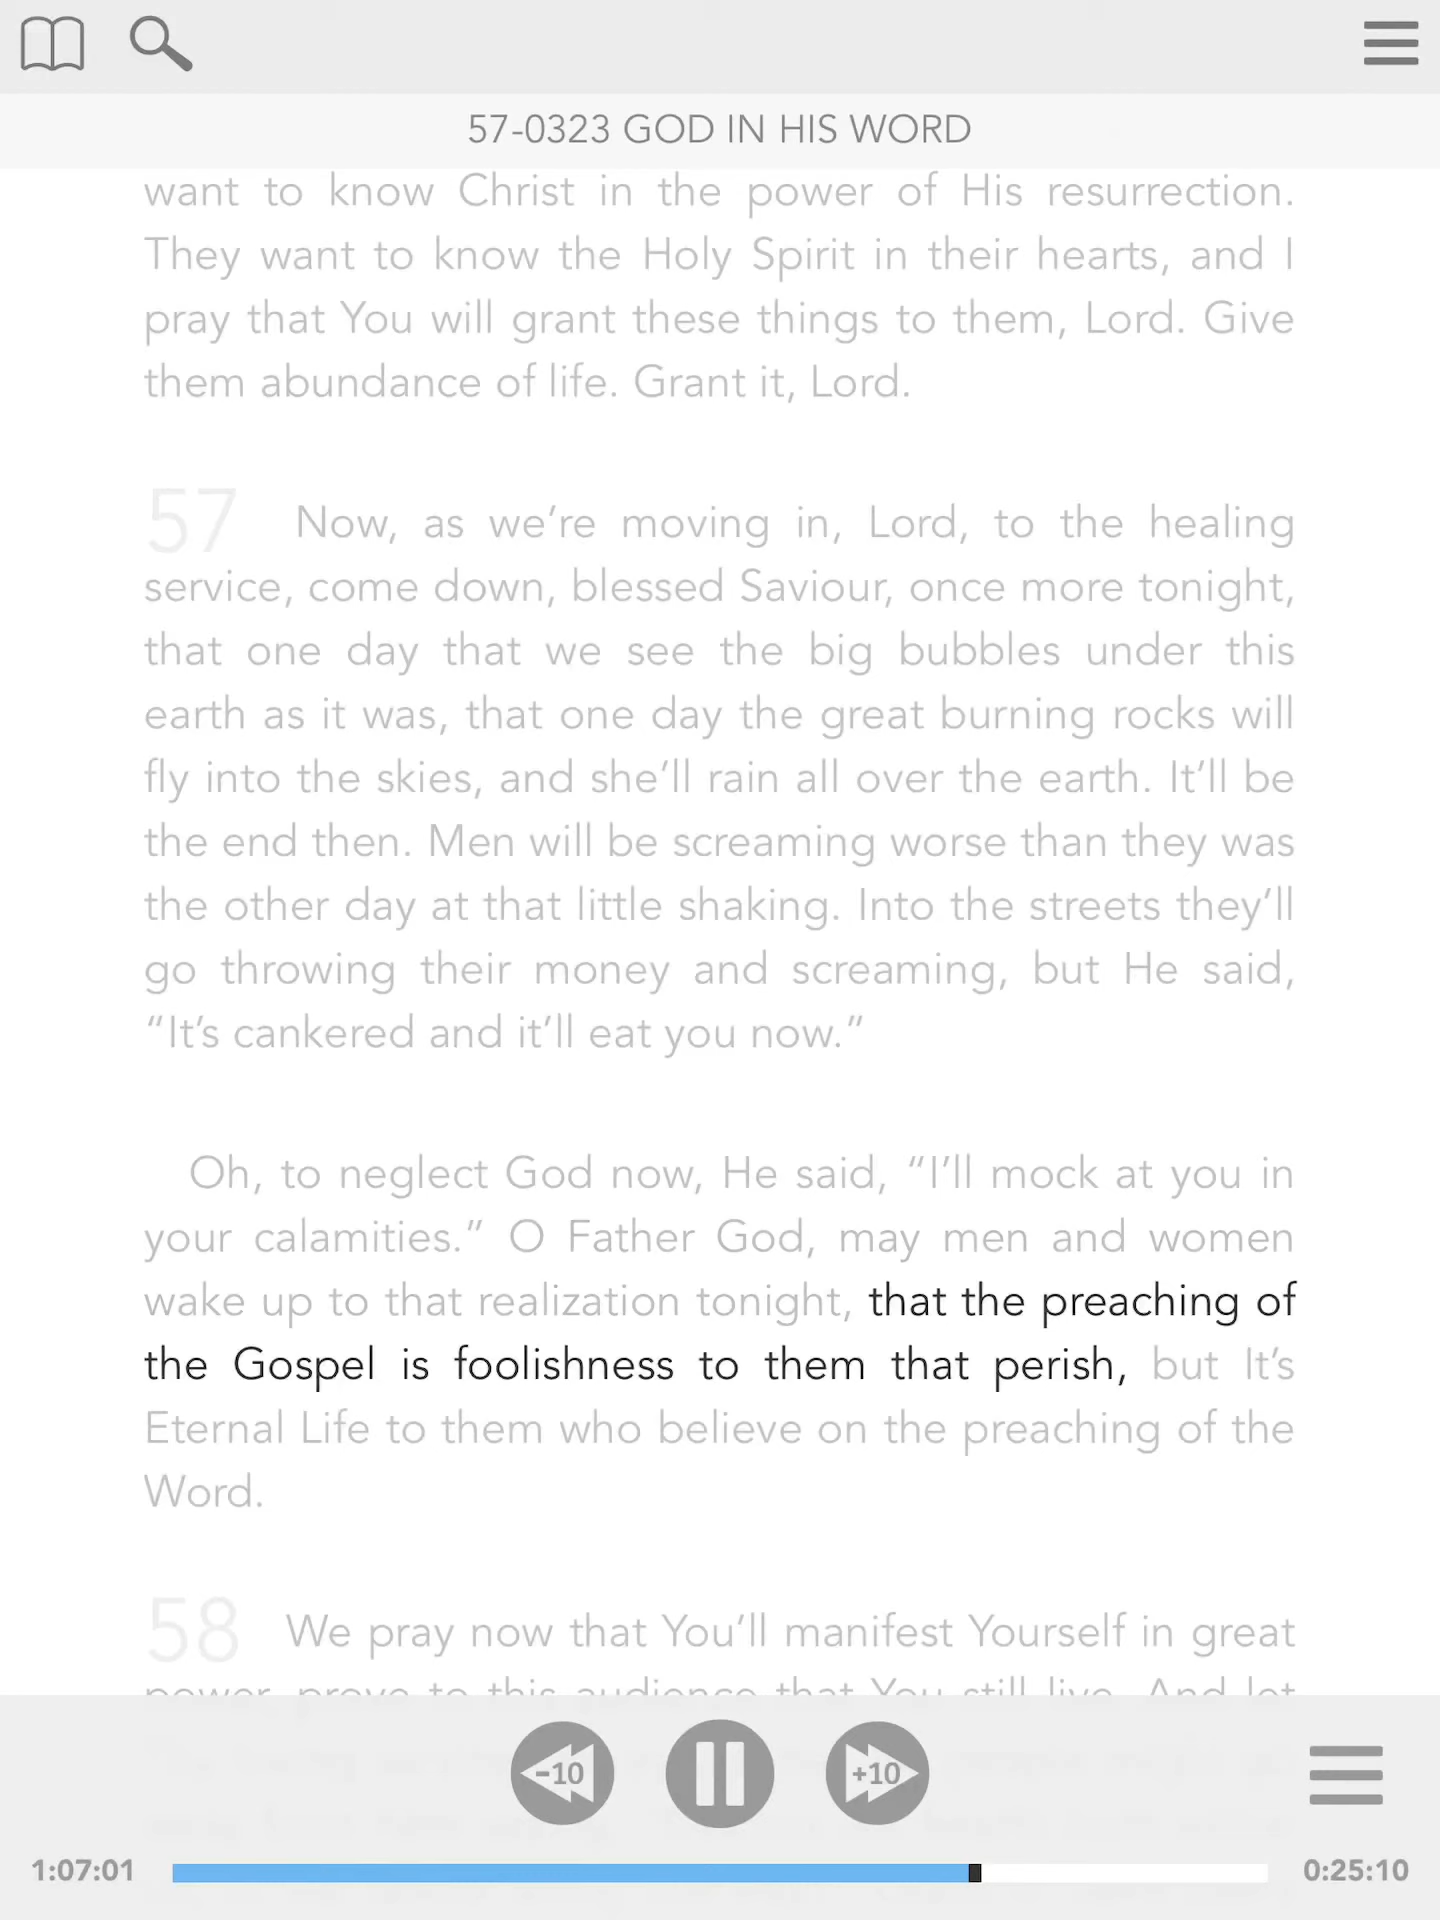 57-0323 GOD IN HIS WORD
want to know Christ in the power of His resurrection.
They want to know the Holy Spirit in their hearts, and I
pray that You will grant these things to them, Lord. Give
them abundance of life. Grant it, Lord.
57 Now, as we’re moving in, Lord, to the healing
service, come down, blessed Saviour, once more tonight,
that one day that we see the big bubbles under this
earth as it was, that one day the great burning rocks will
fly into the skies, and she’ll rain all over the earth. It’ll be
the end then. Men will be screaming worse than they was
the other day at that little shaking. Into the streets they’ll
go throwing their money and screaming, but He said,
“It’s cankered and it’ll eat you now.”
Oh, to neglect God now, He said, “I’ll mock at you in
your calamities.” O Father God, may men and women
wake up to that realization tonight, that the preaching of
the Gospel is foolishness to them that perish, but It’s
Eternal Life to them who believe on the preaching of the
Word.
58 We pray now that You’ll manifest Yourself in great
power, prove to this audience that You still live. And let
-10
+10
1:07:01
0:25:10